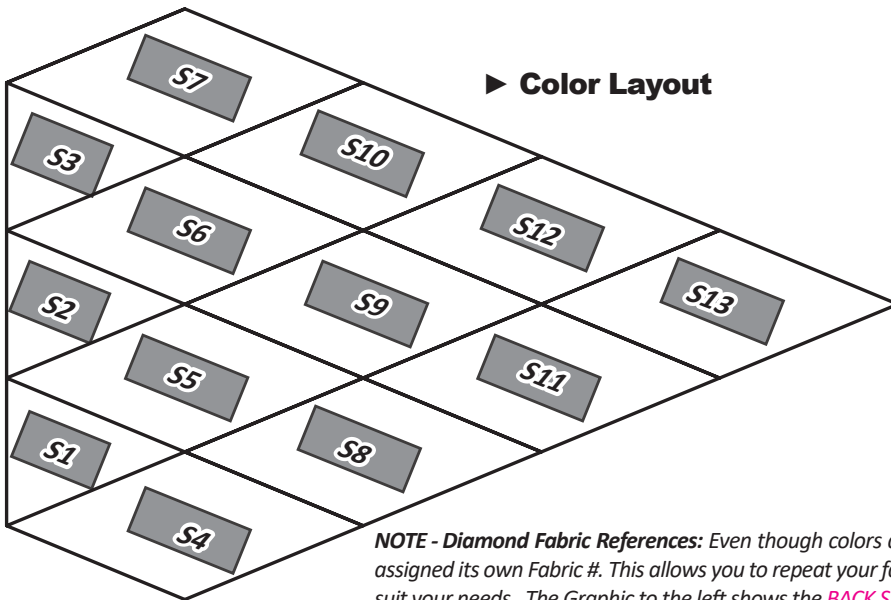 ► Color Layout
S7
S3
S10
S6
S12
S2
S9
S13
S5
S11
S1
S8
S4
NOTE - Diamond Fabric References: Even though colors
assigned its own Fabric #. This allows you to repeat your
suit your needs. The Graphic to the left shows the BACK